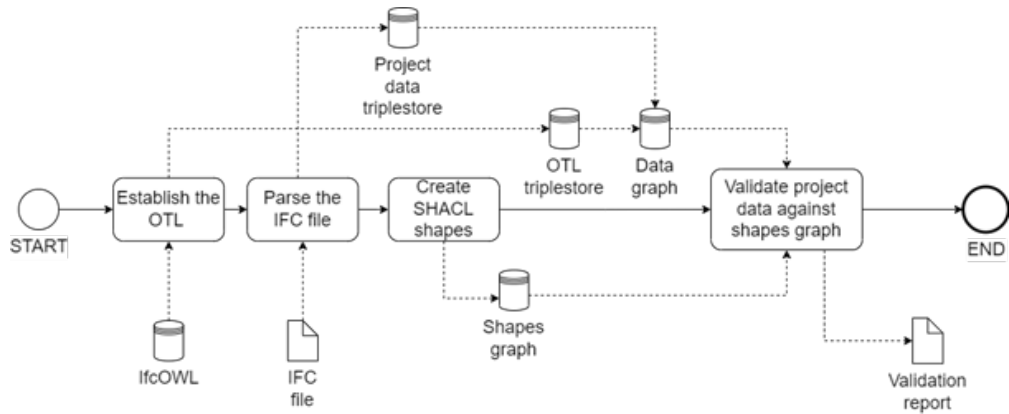 Project
data
triplestore
OTL
triplestore
Data
graph
START
Establish the
OTL
Parse the
IFC file
Create
SHACL
shapes
Validate project
data against
shapes graph
END
Shapes
graph
IfcOWL
IFC
file
Validation
report